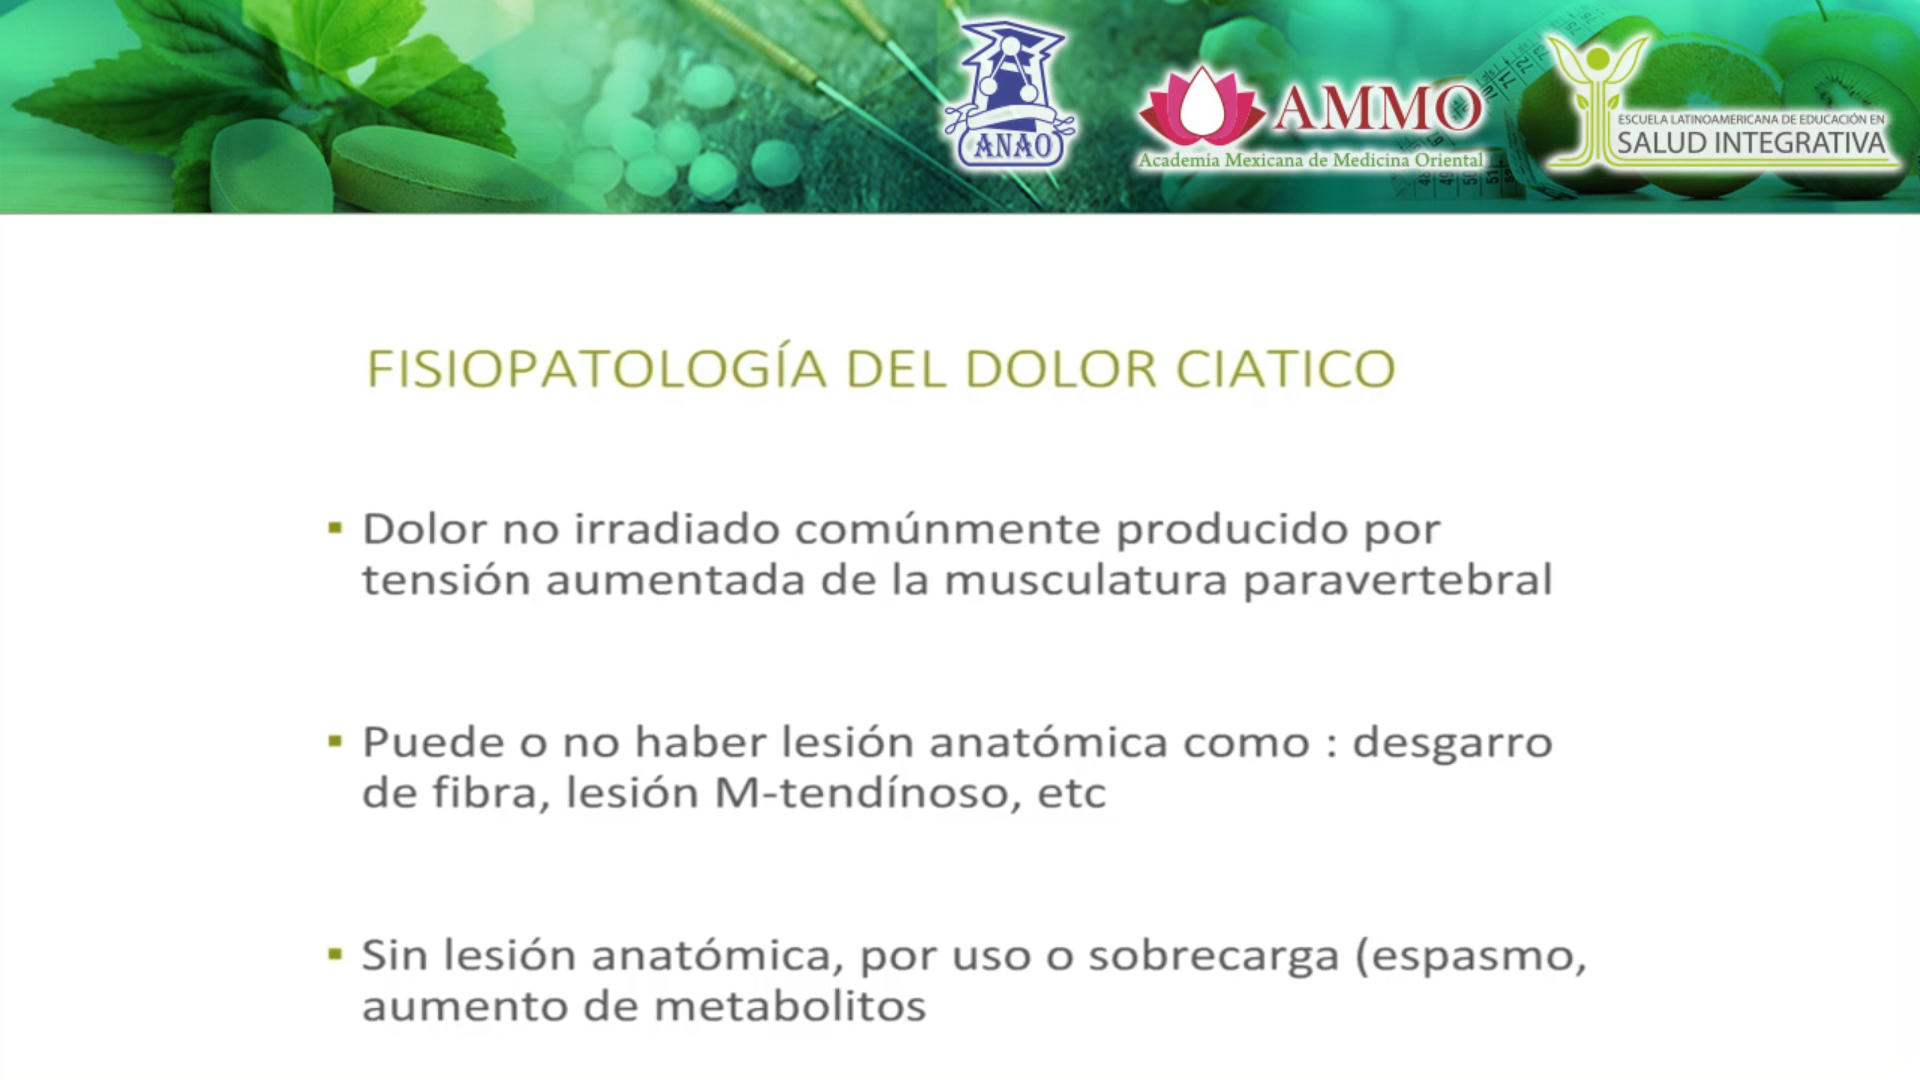 ANAO
AMMO
Academia Mexicana de Medicina Oriental
ESCUELA LATINOAMERICANA DE EDUCACIÓN EN
SALUD INTEGRATIVA
FISIOPATOLOGÍA DEL DOLOR CIATICO
▪ Dolor no irradiado comúnmente producido por
tensión aumentada de la musculatura paravertebral
▪ Puede o no haber lesión anatómica como : desgarro
de fibra, lesión M-tendínoso, etc
▪ Sin lesión anatómica, por uso o sobrecarga (espasmo,
aumento de metabolitos